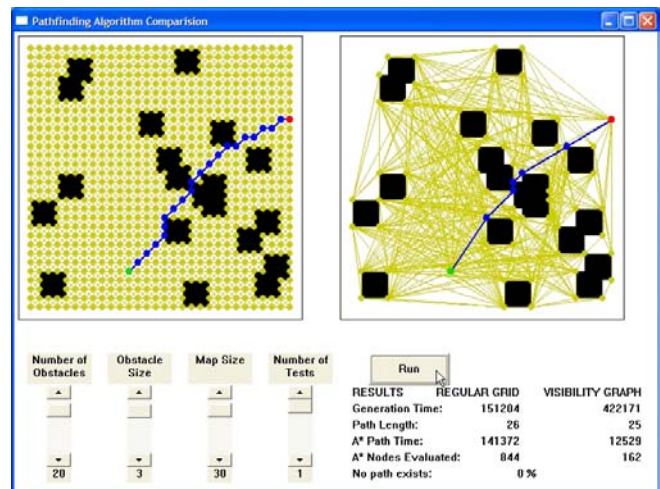 Pathfinding Algorithm Comparision
Number of Obstacles
Obstacle Size
Map Size
Number of Tests
20
3
30
1
Run
RESULTS REGULAR GRID VISIBILITY GRAPH
Generation Time: 151204 422171
Path Length: 26 25
A* Path Time: 141372 12529
A* Nodes Evaluated: 844 162
No path exists: 0 %